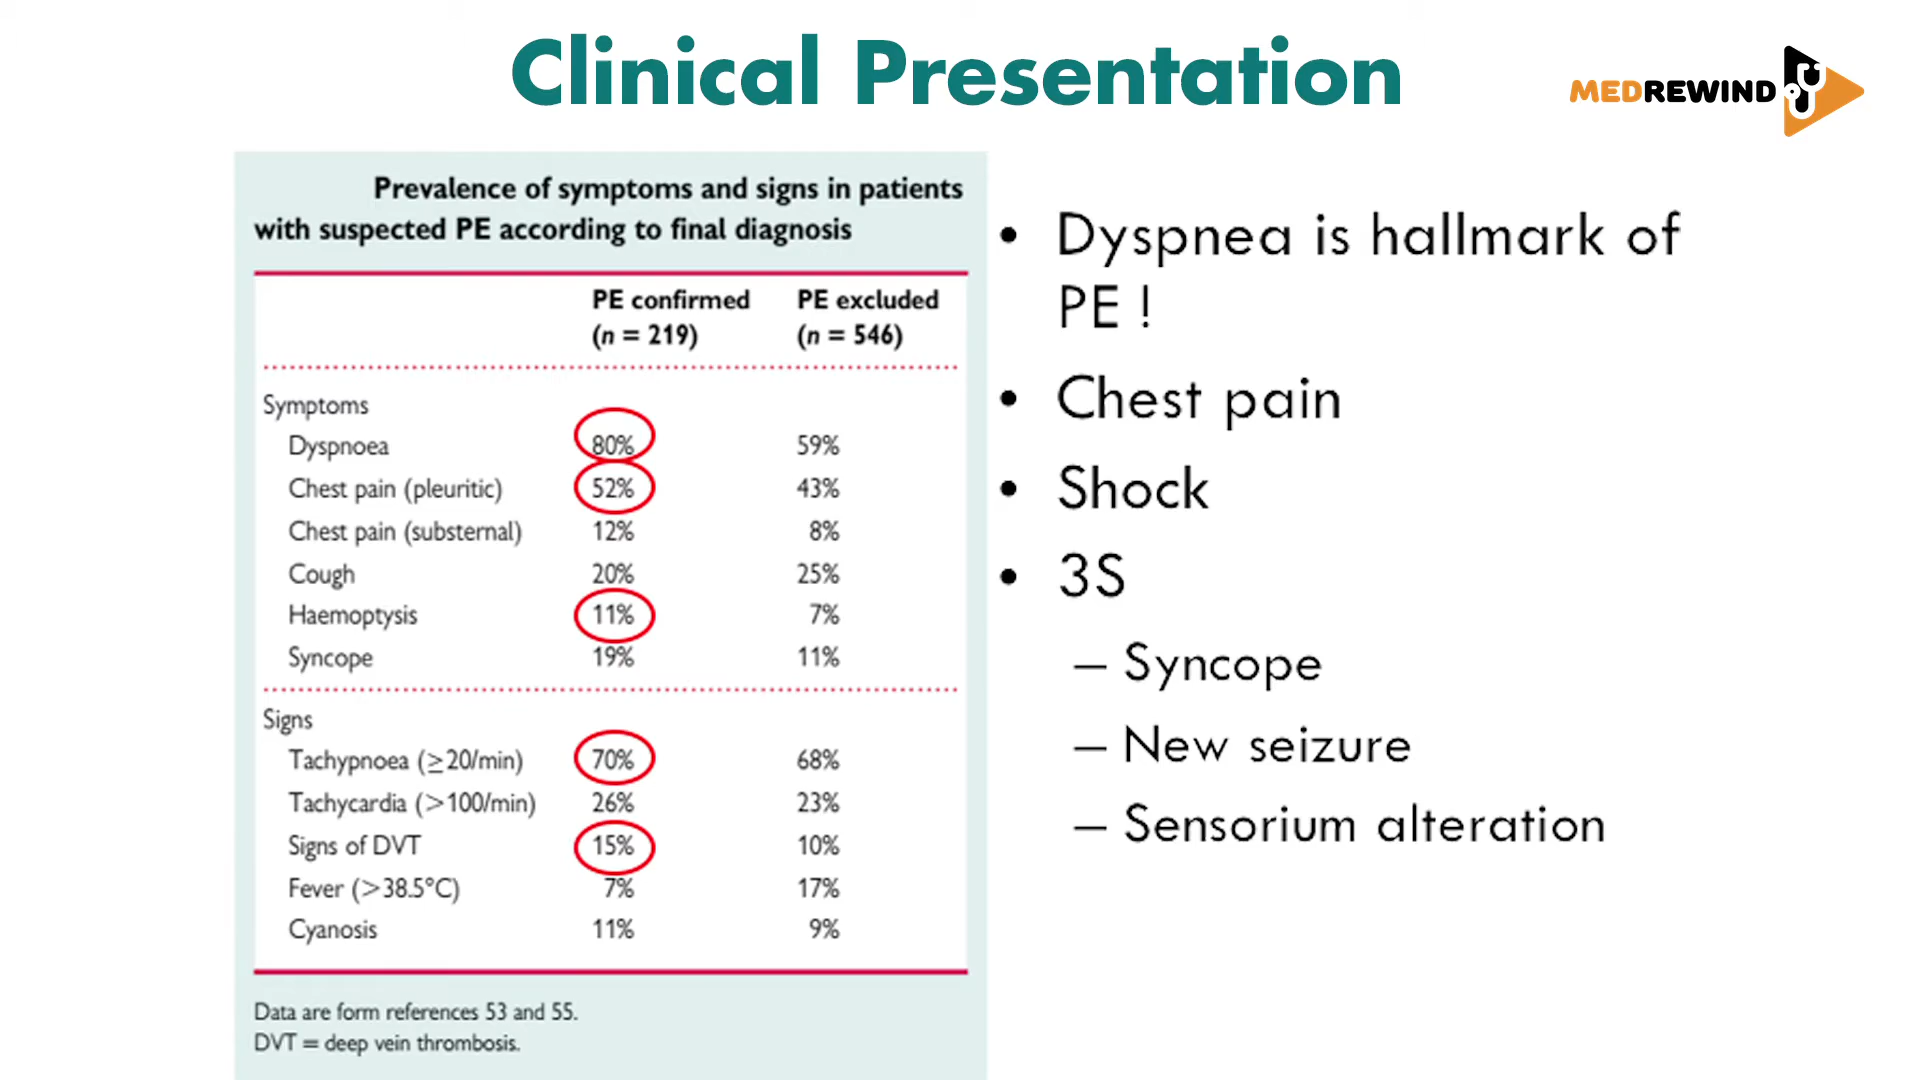 Clinical Presentation
MEDREWIND
Prevalence of symptoms and signs in patients
with suspected PE according to final diagnosis
PE confirmed PE excluded
(n = 219) (n = 546)
Symptoms
Dyspnoea 80% 59%
Chest pain (pleuritic) 52% 43%
Chest pain (substernal) 12% 8%
Cough 20% 25%
Haemoptysis 11% 7%
Syncope 19% 11%
Signs
Tachypnoea (≥20/min) 70% 68%
Tachycardia (>100/min) 26% 23%
Signs of DVT 15% 10%
Fever (>38.5°C) 7% 17%
Cyanosis 11% 9%
Data are form references 53 and 55.
DVT = deep vein thrombosis.
• Dyspnea is hallmark of
PE !
• Chest pain
• Shock
• 3S
– Syncope
– New seizure
– Sensorium alteration